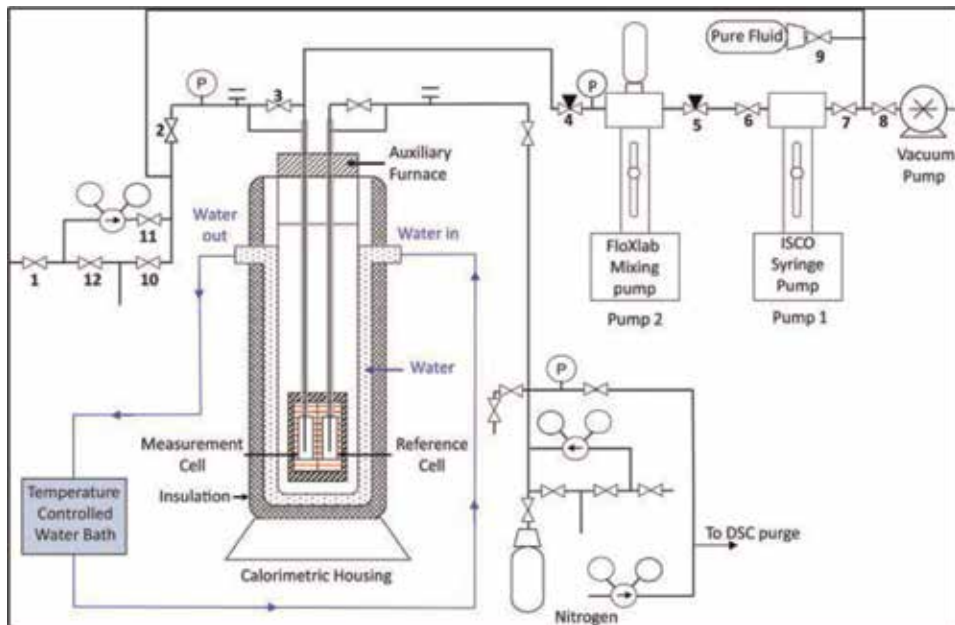 Pure Fluid
9
P
3
P
2
4
5
6
7
8
Auxiliary
Furnace
Vacuum
Pump
Water
out
Water in
11
FloXlab
Mixing
pump
ISCO
Syringe
Pump
1
12
10
Pump 2
Pump 1
Water
P
Measurement
Cell
Reference
Cell
Insulation
Temperature
Controlled
Water Bath
To DSC purge
Calorimetric Housing
Nitrogen